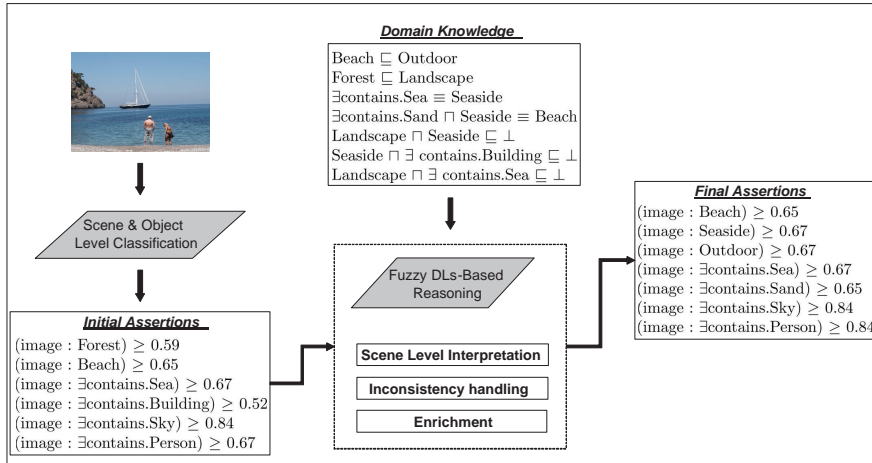 Domain Knowledge
Beach ⊑ Outdoor
Forest ⊑ Landscape
∃contains.Sea ≡ Seaside
∃contains.Sand ⊓ Seaside ≡ Beach
Landscape ⊓ Seaside ⊑ ⊥
Seaside ⊓ ∃ contains.Building ⊑ ⊥
Landscape ⊓ ∃ contains.Sea ⊑ ⊥
Scene & Object
Level Classification
Initial Assertions
(image : Forest) ≥ 0.59
(image : Beach) ≥ 0.65
(image : ∃contains.Sea) ≥ 0.67
(image : ∃contains.Building) ≥ 0.52
(image : ∃contains.Sky) ≥ 0.84
(image : ∃contains.Person) ≥ 0.67
Fuzzy DLs-Based
Reasoning
Scene Level Interpretation
Inconsistency handling
Enrichment
Final Assertions
(image : Beach) ≥ 0.65
(image : Seaside) ≥ 0.67
(image : Outdoor) ≥ 0.67
(image : ∃contains.Sea) ≥ 0.67
(image : ∃contains.Sand) ≥ 0.65
(image : ∃contains.Sky) ≥ 0.84
(image : ∃contains.Person) ≥ 0.84